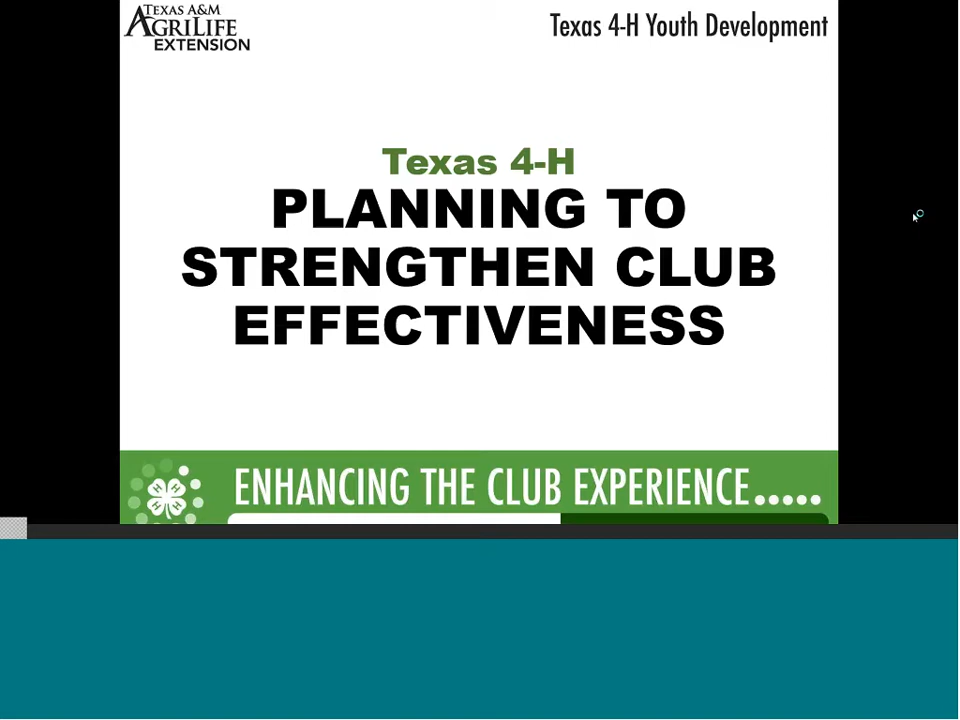 TEXAS A&M
AGRILIFE
EXTENSION
Texas 4-H Youth Development
Texas 4-H
PLANNING TO
STRENGTHEN CLUB
EFFECTIVENESS
H H
H H
ENHANCING THE CLUB EXPERIENCE.....